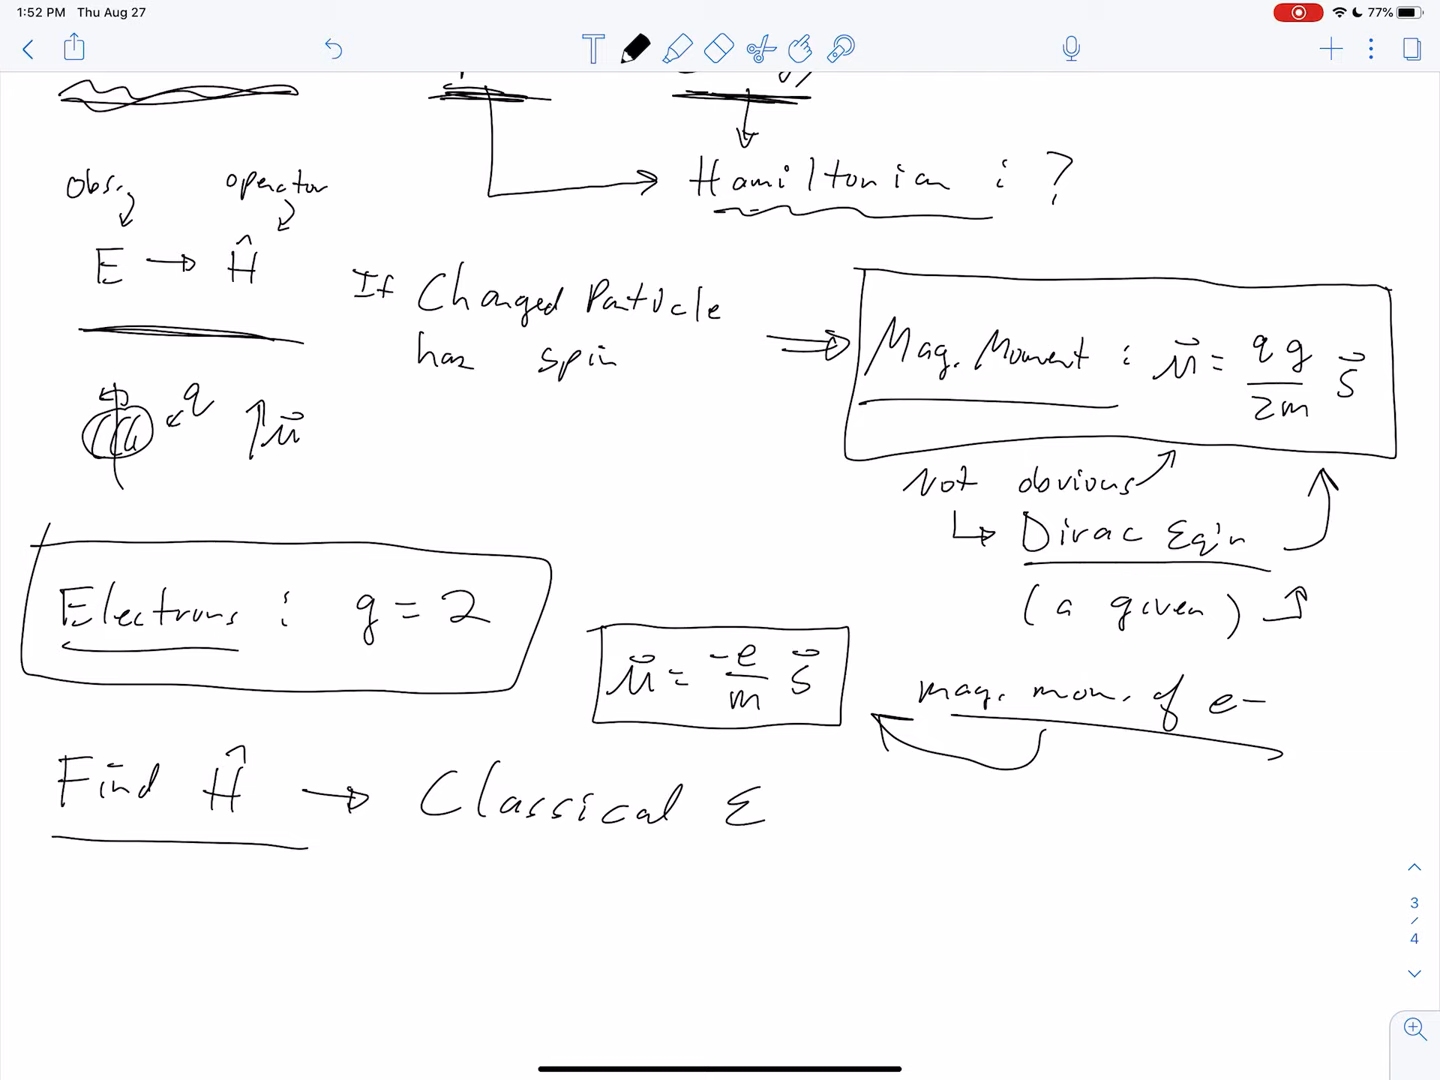 1:52 PM Thu Aug 27
77%
Hamiltonian : ?
Obs. operator
E → Ĥ
If Charged Particle
has spin
⇒ Mag. Moment : μ⃗ = qg/2m S⃗
q ↑μ⃗
Not obvious
↳ Dirac Eq'n
(a given)
Electrons : g = 2
μ⃗ = -e/m S⃗
mag. mom. of e-
Find Ĥ → Classical E
3
/
4